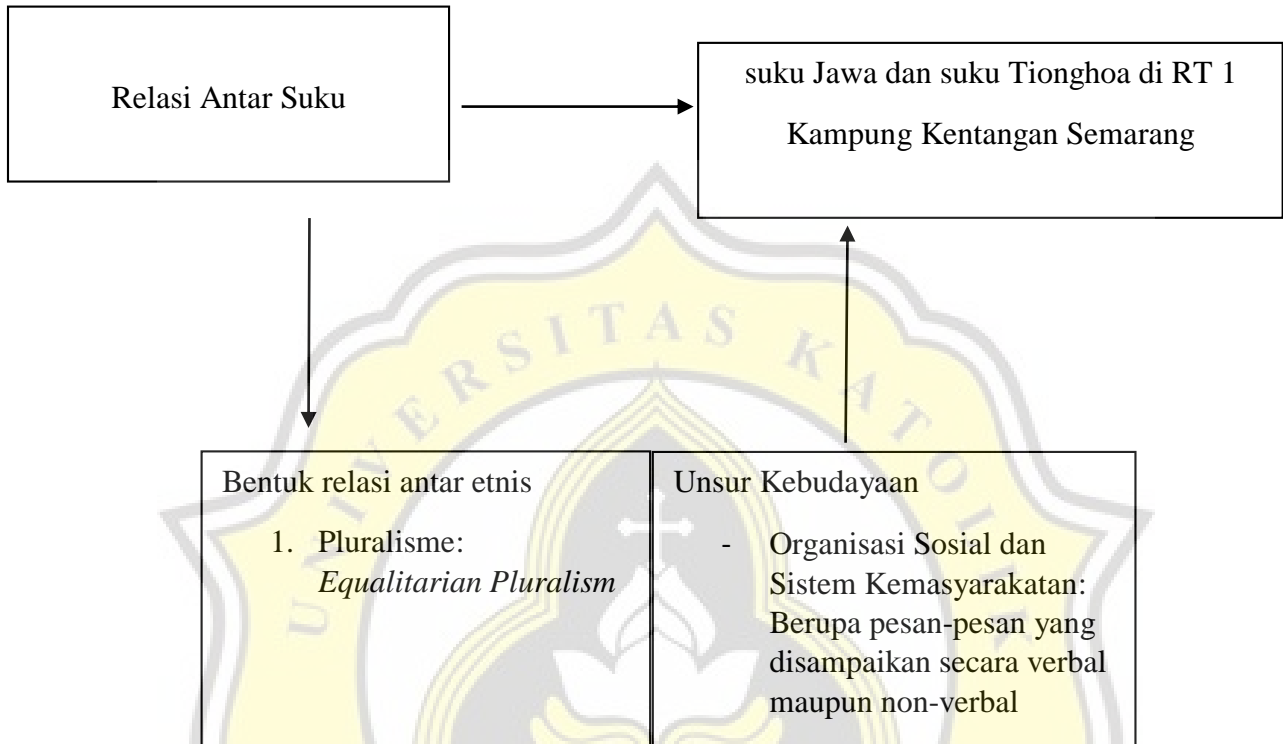 Relasi Antar Suku
suku Jawa dan suku Tionghoa di RT 1
Kampung Kentangan Semarang
UNIVERSITAS KATOLIK
Bentuk relasi antar etnis
1. Pluralisme:
Equalitarian Pluralism
Unsur Kebudayaan
- Organisasi Sosial dan
Sistem Kemasyarakatan:
Berupa pesan-pesan yang
disampaikan secara verbal
maupun non-verbal